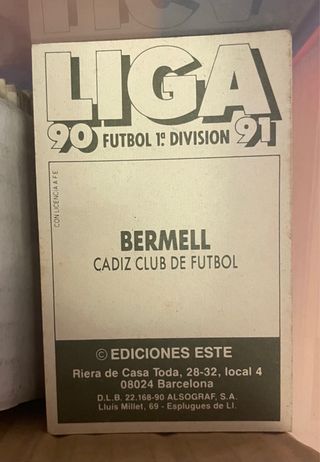 LIGA
90 FUTBOL 1ª DIVISION 91
CON LICENCIA A.F.E.
BERMELL
CADIZ CLUB DE FUTBOL
© EDICIONES ESTE
Riera de Casa Toda, 28-32, local 4
08024 Barcelona
D.L.B. 22.168-90 ALSOGRAF, S.A.
Lluis Millet, 69 - Esplugues de Ll.